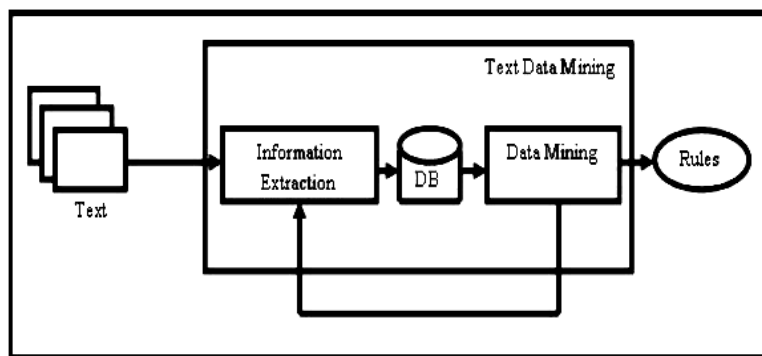 Text Data Mining
Text
Information
Extraction
DB
Data Mining
Rules